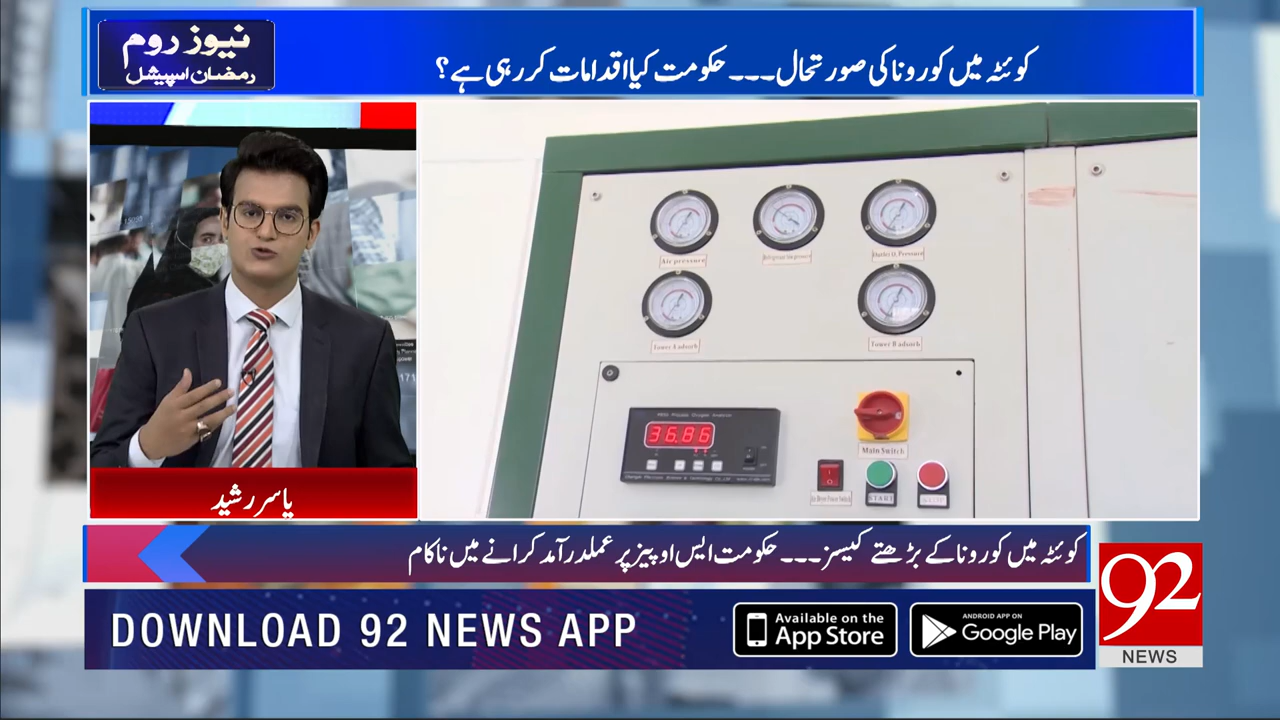 نیوز روم
رمضان اسپیشل
کوئٹہ میں کورونا کی صورتحال ۔۔۔ حکومت کیا اقدامات کر رہی ہے؟
Air pressure
Outlet O2 Pressure
Tower A adsorb
Tower B adsorb
36.86
Main Switch
START
یاسر رشید
کوئٹہ میں کورونا کے بڑھتے کیسز ۔۔۔ حکومت ایس او پیز پر عملدرآمد کرانے میں ناکام
DOWNLOAD 92 NEWS APP
Available on the
App Store
ANDROID APP ON
Google Play
92
NEWS